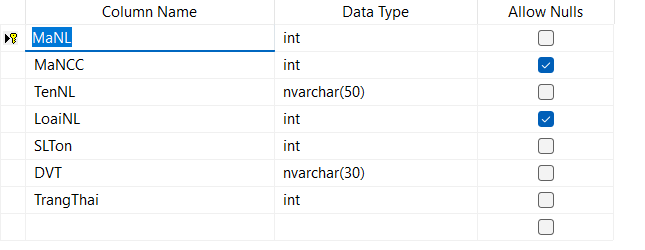 Column Name Data Type Allow Nulls
MaNL int
MaNCC int
TenNL nvarchar(50)
LoaiNL int
SLTon int
DVT nvarchar(30)
TrangThai int